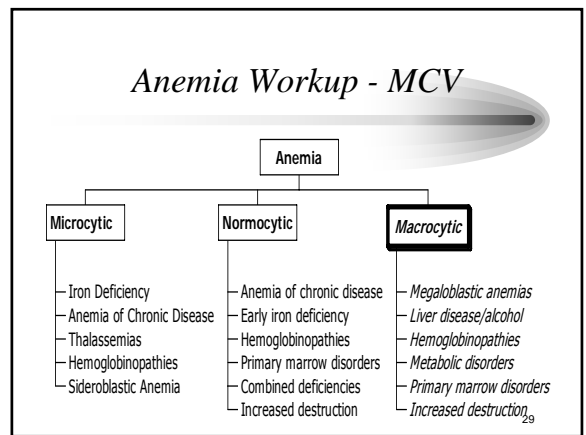 Anemia Workup - MCV
Anemia
Microcytic
Normocytic
Macrocytic
Iron Deficiency
Anemia of Chronic Disease
Thalassemias
Hemoglobinopathies
Sideroblastic Anemia
Anemia of chronic disease
Early iron deficiency
Hemoglobinopathies
Primary marrow disorders
Combined deficiencies
Increased destruction
Megaloblastic anemias
Liver disease/alcohol
Hemoglobinopathies
Metabolic disorders
Primary marrow disorders
Increased destruction
29